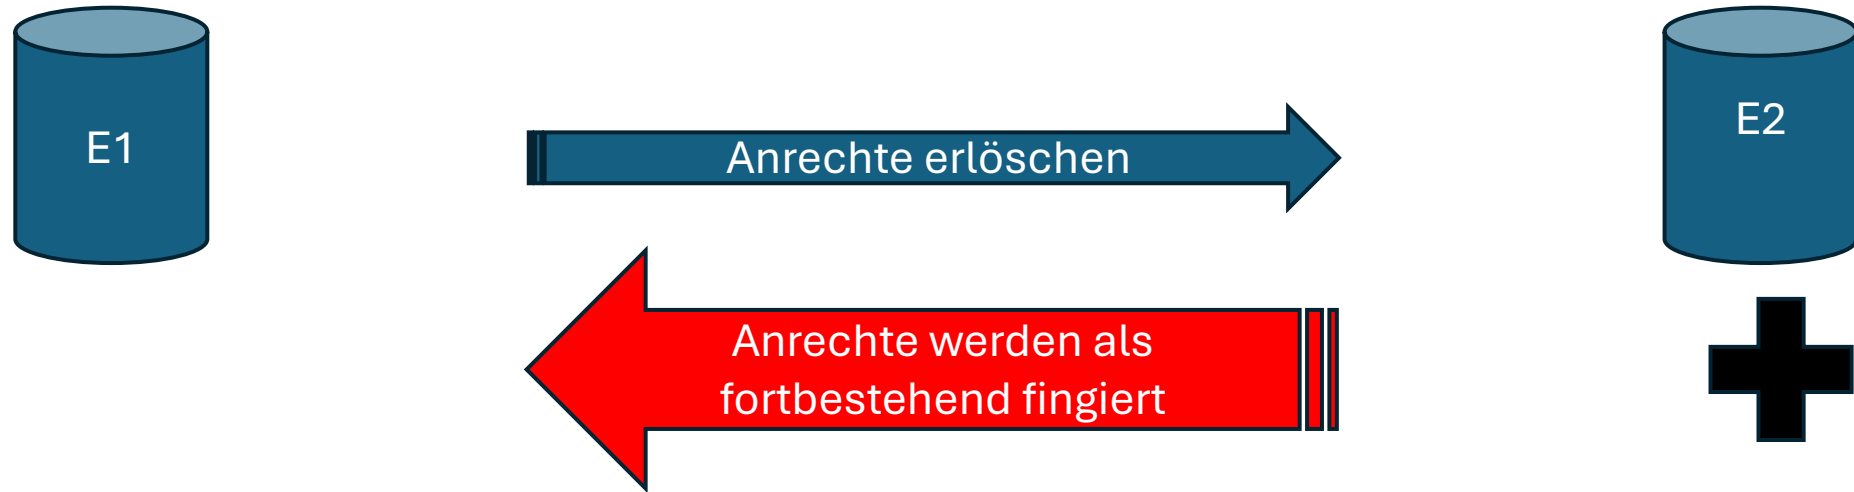 E1
Anrechte erlöschen
E2
Anrechte werden als
fortbestehend fingiert